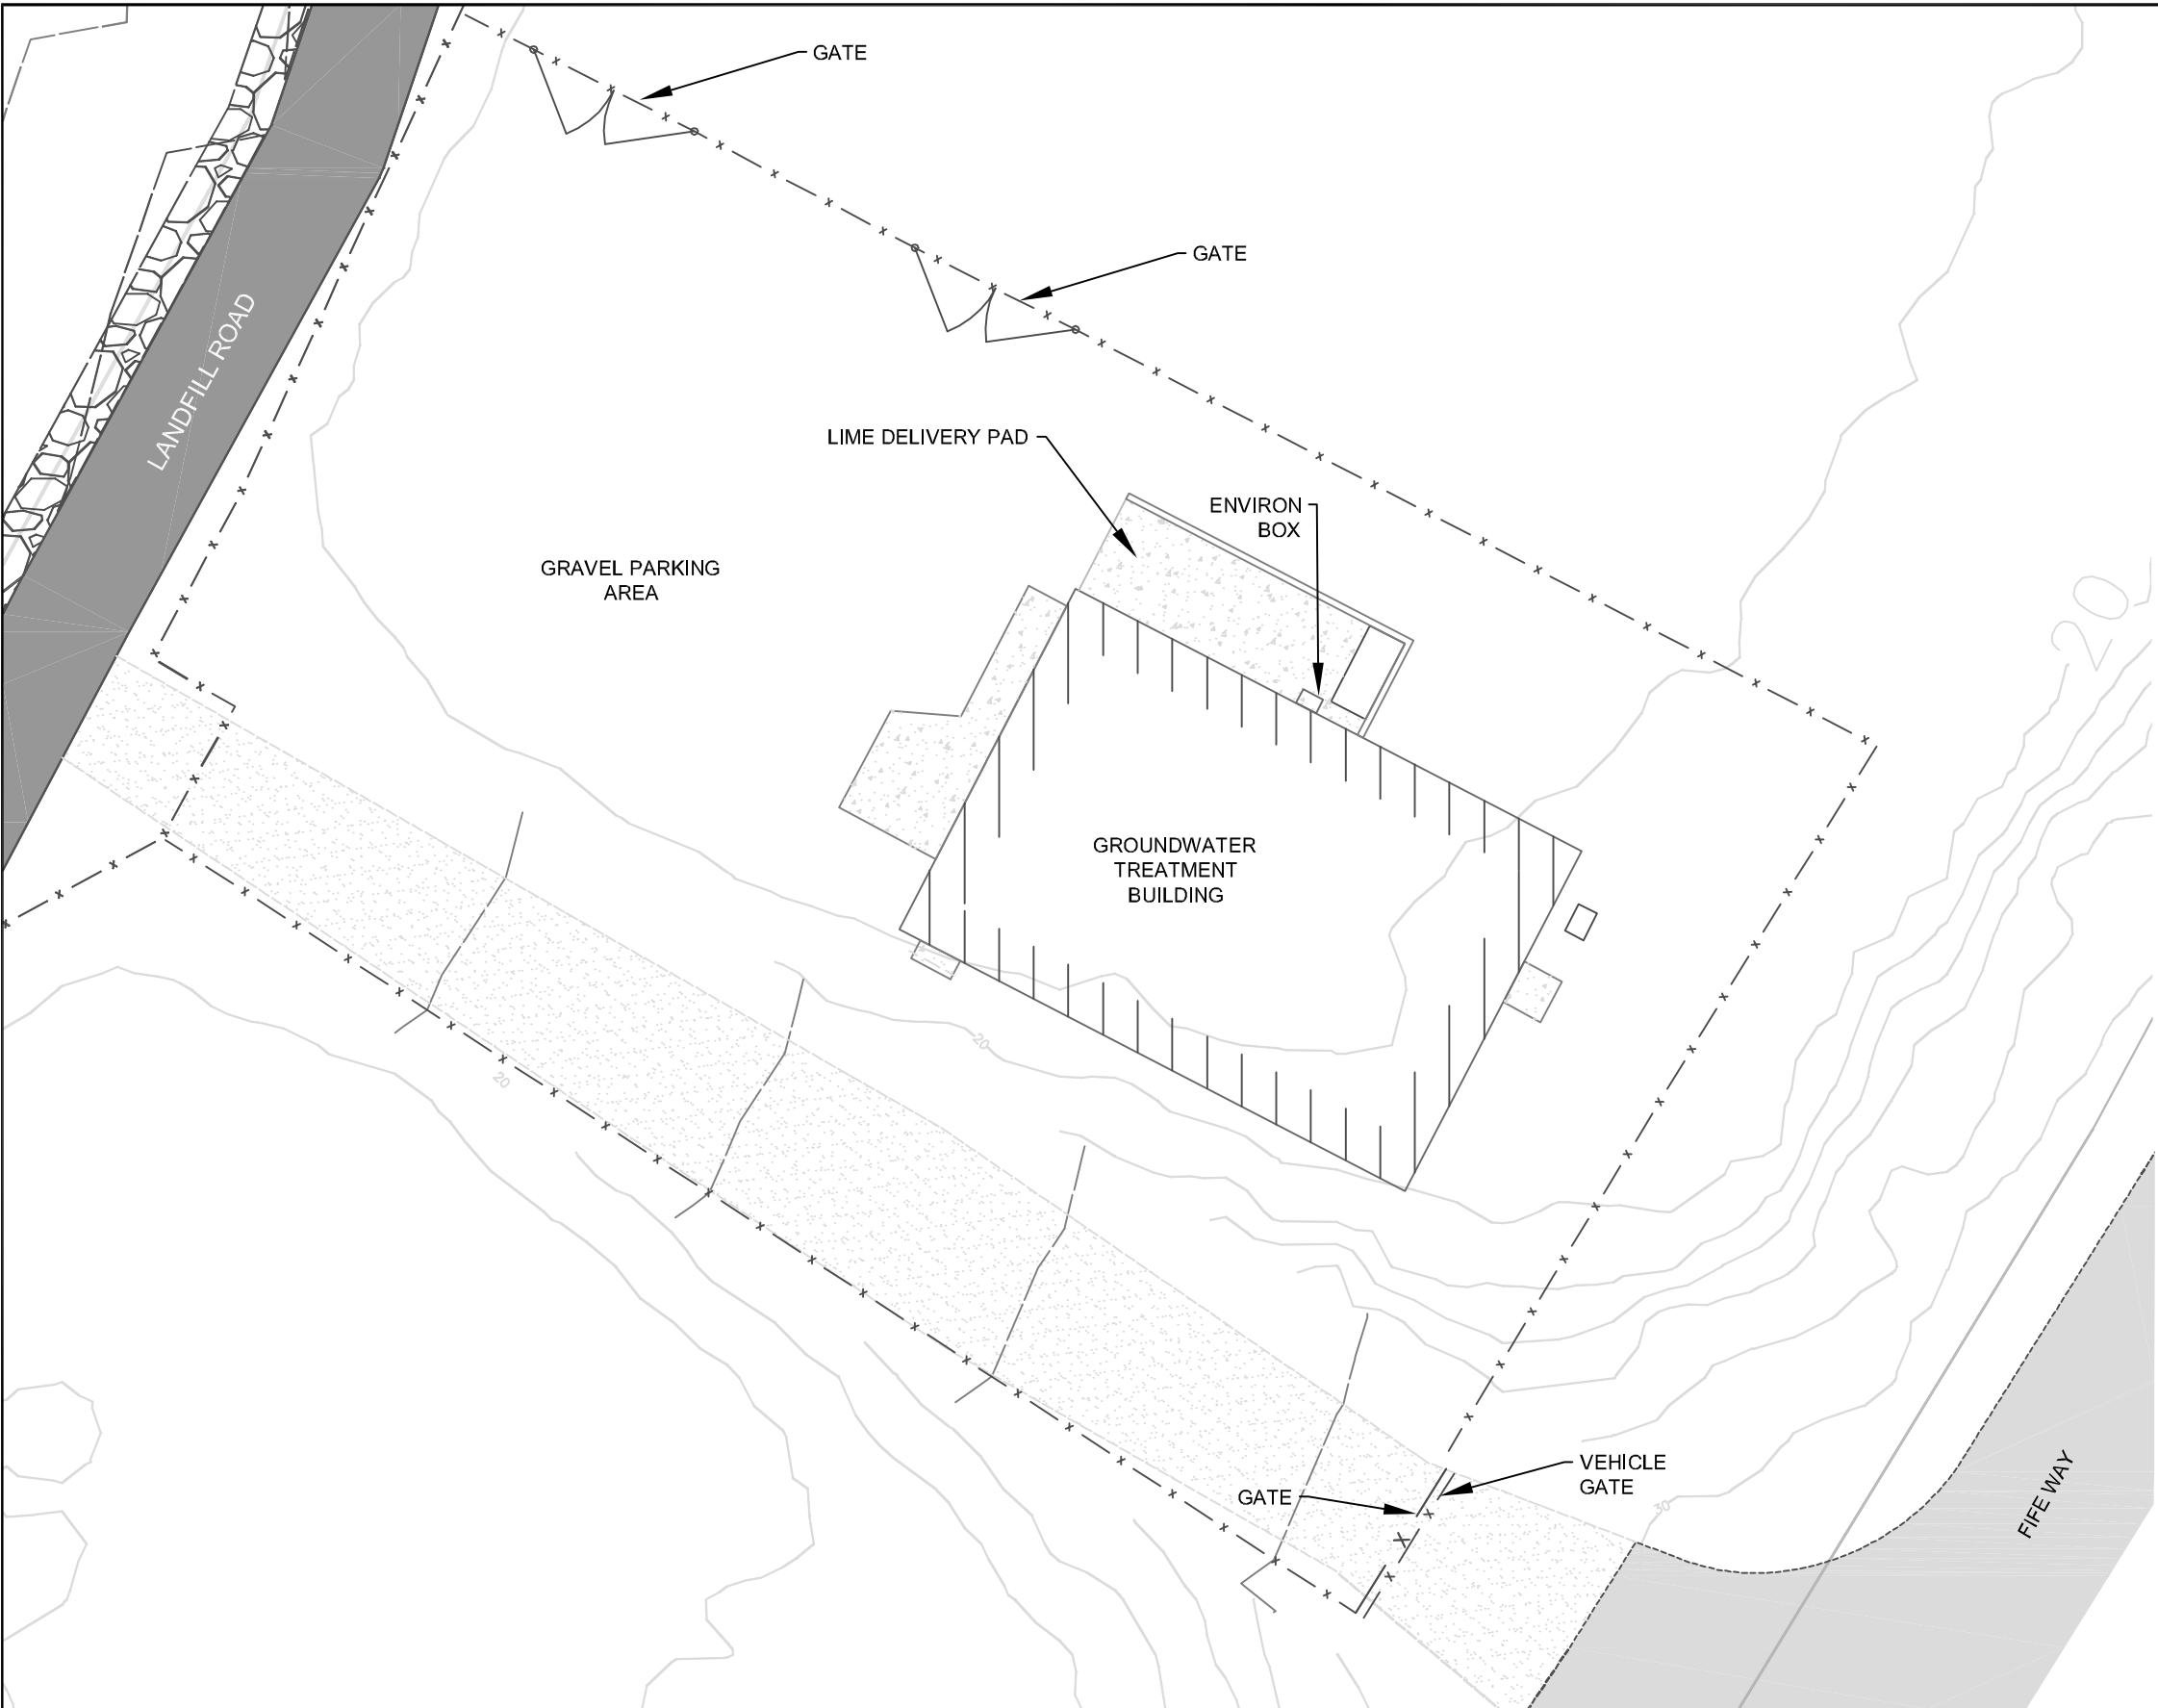 GATE
GATE
LANDFILL ROAD
LIME DELIVERY PAD
ENVIRON
BOX
GRAVEL PARKING
AREA
20
GROUNDWATER
TREATMENT
BUILDING
20
20
VEHICLE
GATE
GATE
30
FIFE WAY